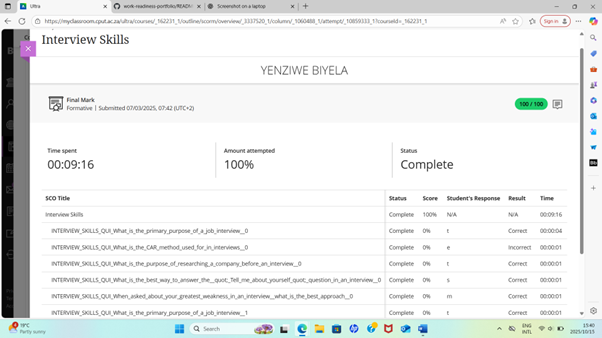 Ultra
work-readiness-portfolio/READM
Screenshot on a laptop
https://myclassroom.cput.ac.za/ultra/courses/_162231_1/outline/scorm/overview/_3337520_1/column/_1060488_1/attempt/_10859333_1?courseId=_162231_1
Sign in
Interview Skills
YENZIWE BIYELA
Final Mark
Formative | Submitted 07/03/2025, 07:42 (UTC+2)
100 / 100
Time spent
00:09:16
Amount attempted
100%
Status
Complete
SCO Title Status Score Student's Response Result Time
Interview Skills Complete 100% N/A N/A 00:09:16
INTERVIEW_SKILLS_QUI_What_is_the_primary_purpose_of_a_job_interview__0 Complete 0% t Correct 00:00:04
INTERVIEW_SKILLS_QUI_What_is_the_CAR_method_used_for_in_interviews__0 Complete 0% e Incorrect 00:00:01
INTERVIEW_SKILLS_QUI_The_purpose_of_researching_a_company_before_an_interview__0 Complete 0% t Correct 00:00:01
INTERVIEW_SKILLS_QUI_What_is_the_best_way_to_answer_the__quot;_Tell_me_about_yourself_quot;_question_in_an_interview__0 Complete 0% s Correct 00:00:01
INTERVIEW_SKILLS_QUI_When_asked_about_your_greatest_weakness_in_an_interview__what_is_the_best_approach__0 Complete 0% m Correct 00:00:01
INTERVIEW_SKILLS_QUI_What_is_the_primary_purpose_of_a_job_interview__1 Complete 0% t Correct 00:00:01
19°C
Partly sunny
Search
ENG
INTL
15:40
2025/10/15